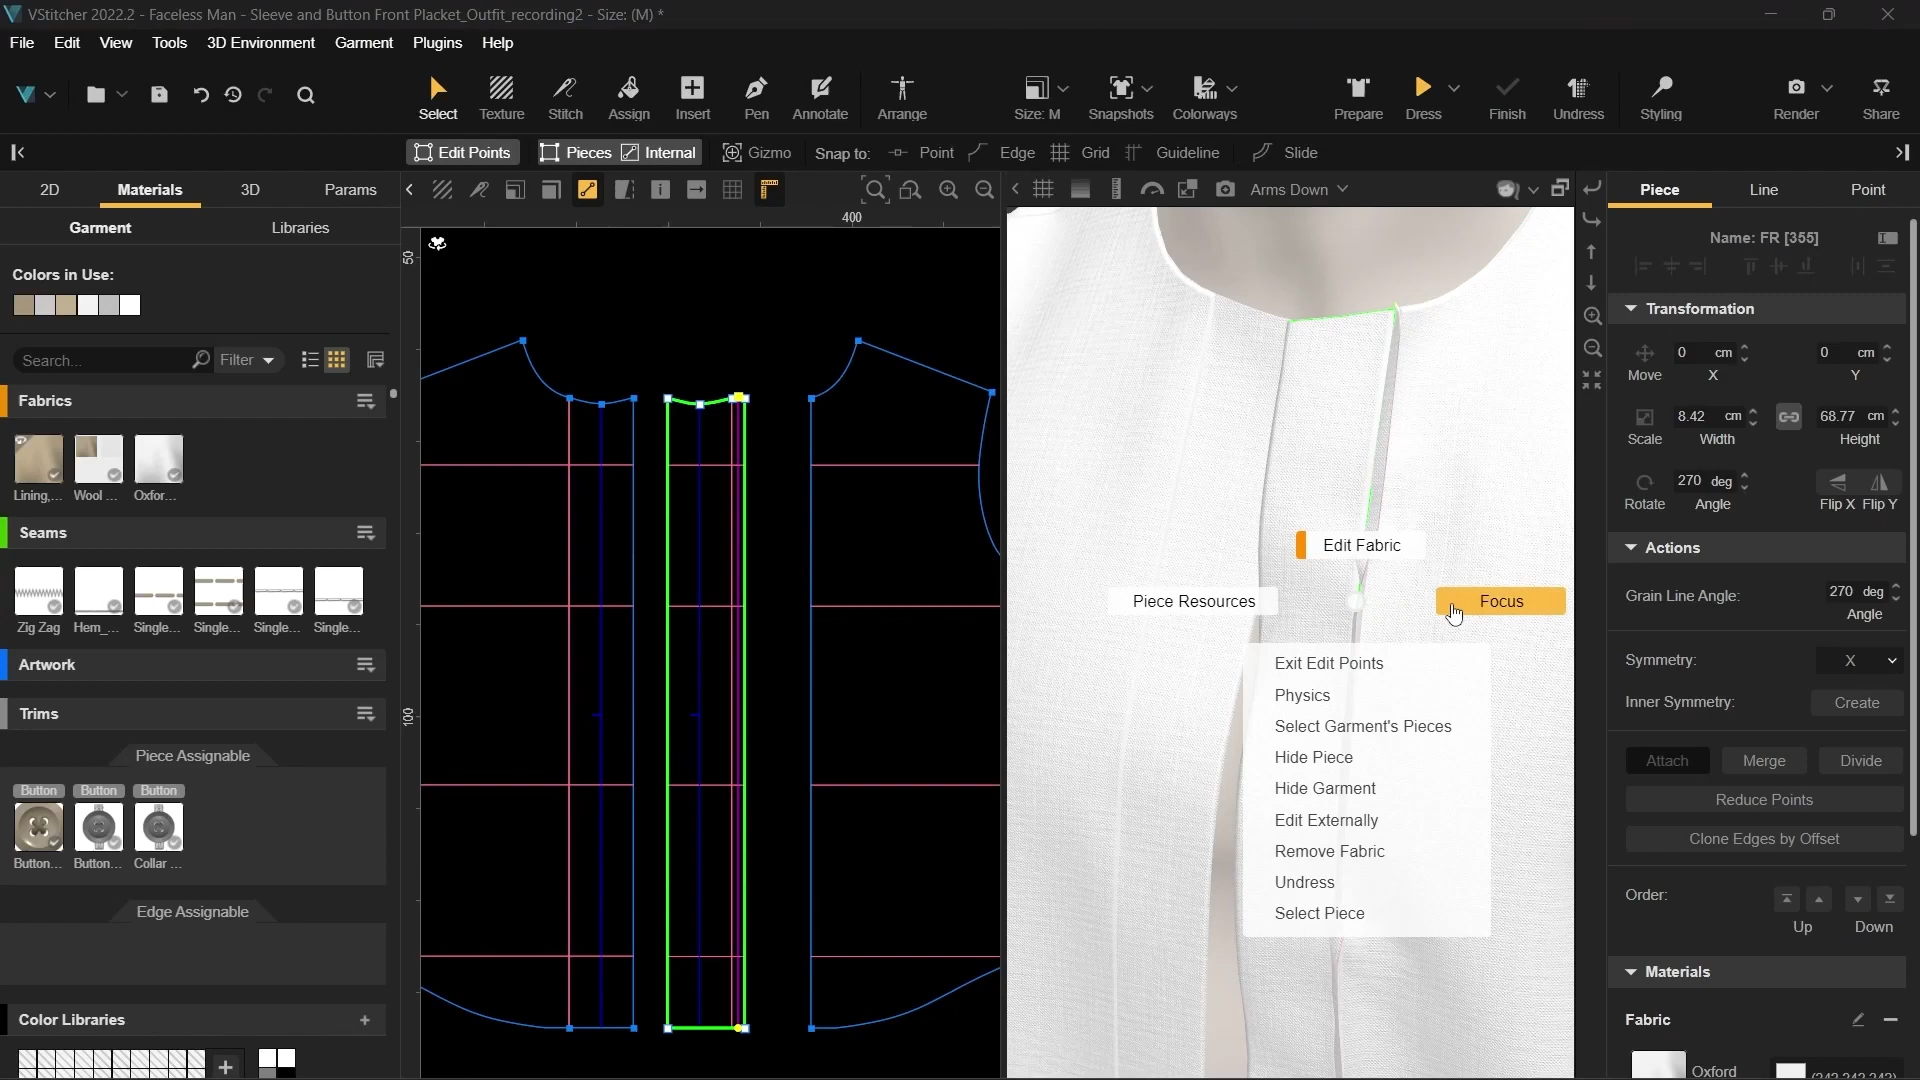 VStitcher 2022.2 - Faceless Man - Sleeve and Button Front Placket_Outfit_recording2 - Size: (M) *
File Edit View Tools 3D Environment Garment Plugins Help
Select Texture Stitch Assign Insert Pen Annotate Arrange Size: M Snapshots Colorways Prepare Dress Finish Undress Styling Render Share
Edit Points Pieces Internal Gizmo Snap to: Point Edge Grid Guideline Slide
2D Materials 3D Params
Arms Down
Piece Line Point
Garment Libraries
400
50
100
Name: FR [355]
Colors in Use:
Transformation
0 cm 0 cm
Move X Y
Search... Filter
Fabrics
8.42 cm 68.77 cm
Scale Width Height
Lining,... Wool ... Oxfor...
270 deg
Rotate Angle Flip X Flip Y
Seams
Zig Zag Hem_... Single... Single... Single... Single...
Edit Fabric
Piece Resources
Focus
Exit Edit Points
Physics
Select Garment's Pieces
Hide Piece
Hide Garment
Edit Externally
Remove Fabric
Undress
Select Piece
Actions
Grain Line Angle: 270 deg
Angle
Symmetry: X
Inner Symmetry: Create
Attach Merge Divide
Reduce Points
Clone Edges by Offset
Order:
Up Down
Materials
Fabric
Oxford
Artwork
Trims
Piece Assignable
Button Button Button
Button... Button... Collar ...
Edge Assignable
Color Libraries